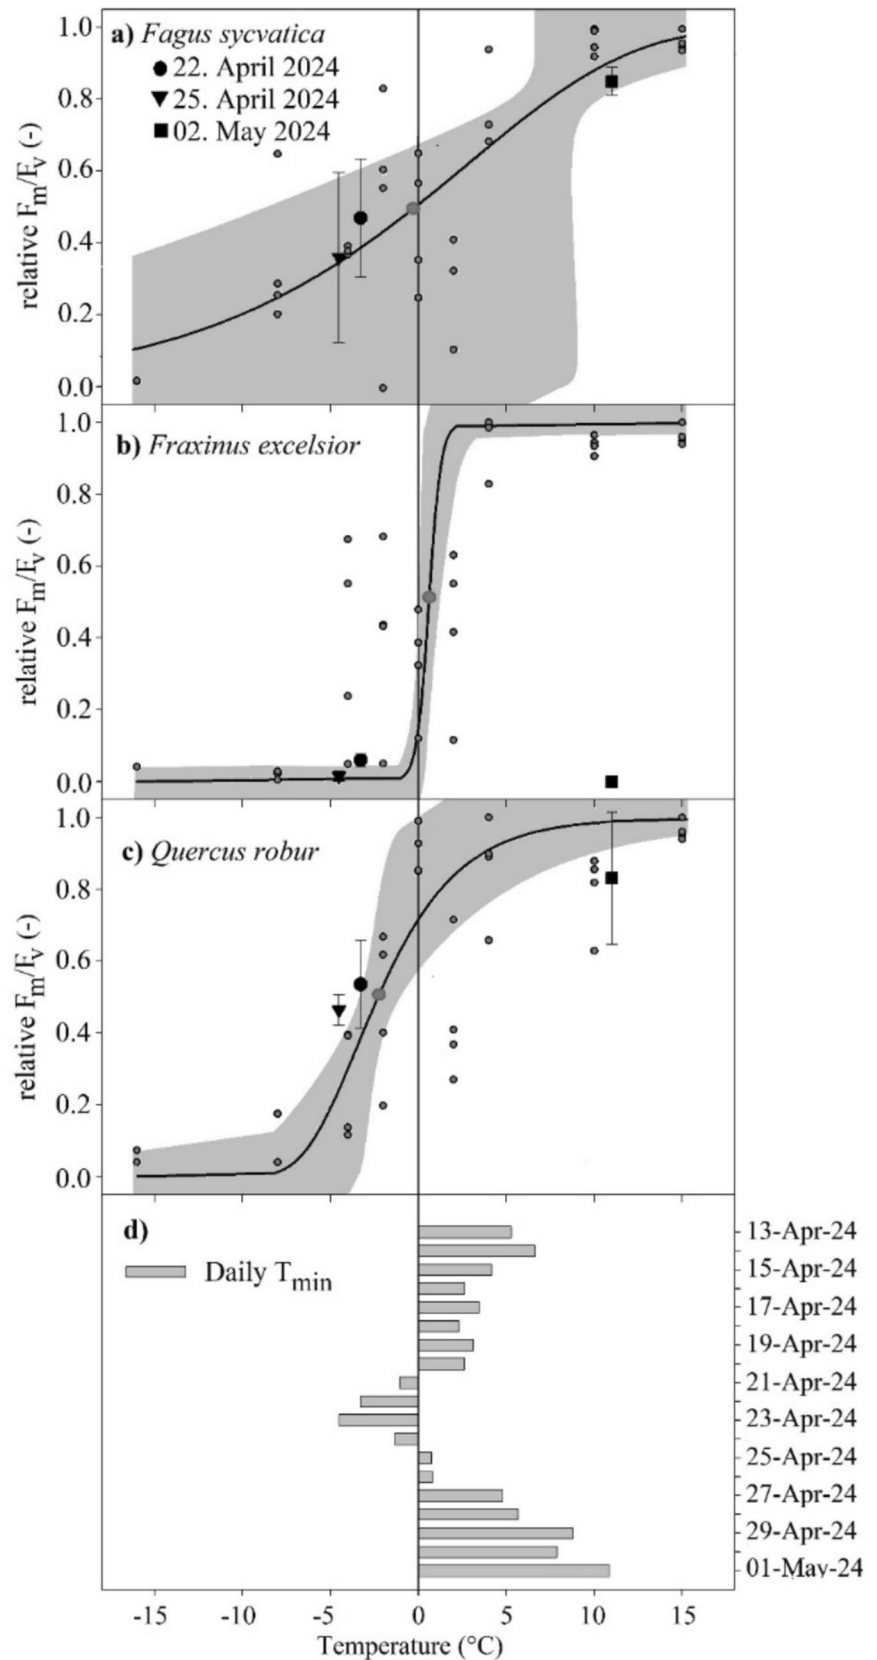 a) Fagus sycvatica
22. April 2024
25. April 2024
02. May 2024
relative Fm/Ev (-)
1.0
0.8
0.6
0.4
0.2
0.0
b) Fraxinus excelsior
relative Fm/Ev (-)
1.0
0.8
0.6
0.4
0.2
0.0
c) Quercus robur
relative Fm/Ev (-)
1.0
0.8
0.6
0.4
0.2
0.0
d)
Daily Tmin
13-Apr-24
15-Apr-24
17-Apr-24
19-Apr-24
21-Apr-24
23-Apr-24
25-Apr-24
27-Apr-24
29-Apr-24
01-May-24
-15 -10 -5 0 5 10 15
Temperature (°C)